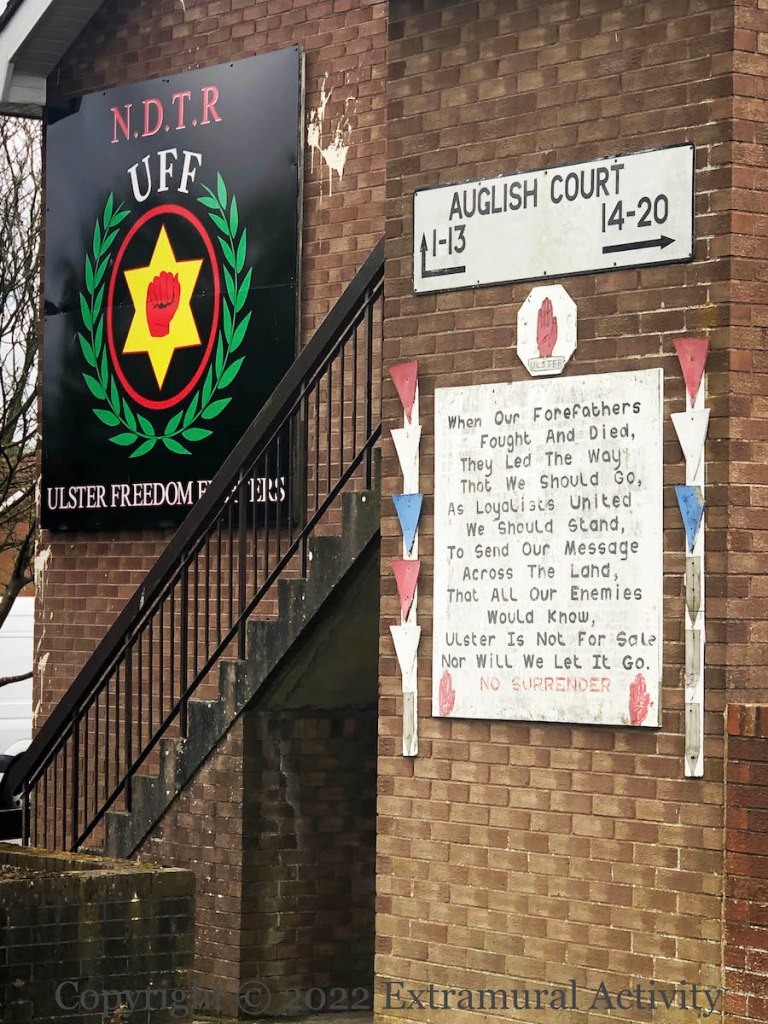 N.D.T.R
UFF
ULSTER FREEDOM
AUGLISH COURT
1-13
14-20
ULSTER
When Our Forefathers
Fought And Died,
They Led The Way
That We Should Go,
As Loyalists United
We Should Stand,
To Send Our Message
Across The Land,
That All Our Enemies
Would Know,
Ulster Is Not For Sale
Nor Will We Let It Go.
NO SURRENDER
Copyright © 2022 Extramural Activity